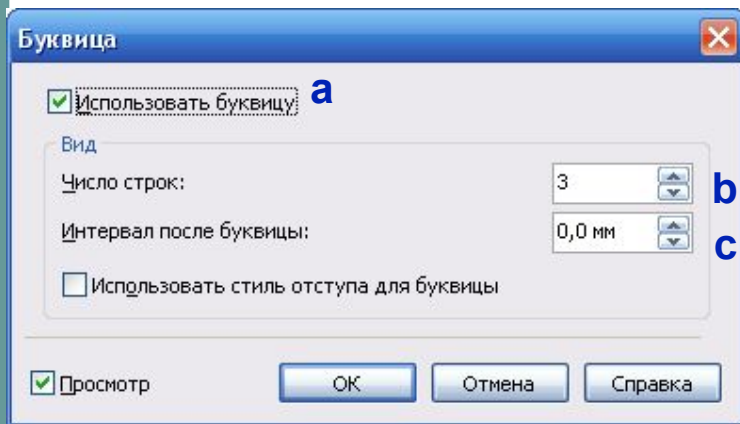 Буквица
Использовать буквицу a
Вид
Число строк: 3 b
Интервал после буквицы: 0,0 мм c
Использовать стиль отступа для буквицы
Просмотр ОК Отмена Справка